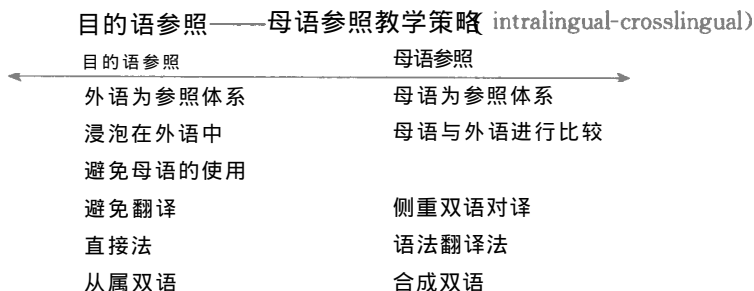 目的语参照——母语参照教学策略( intralingual-crosslingual)
目的语参照 母语参照
外语为参照体系 母语为参照体系
浸泡在外语中 母语与外语进行比较
避免母语的使用
避免翻译 侧重双语对译
直接法 语法翻译法
从属双语 合成双语